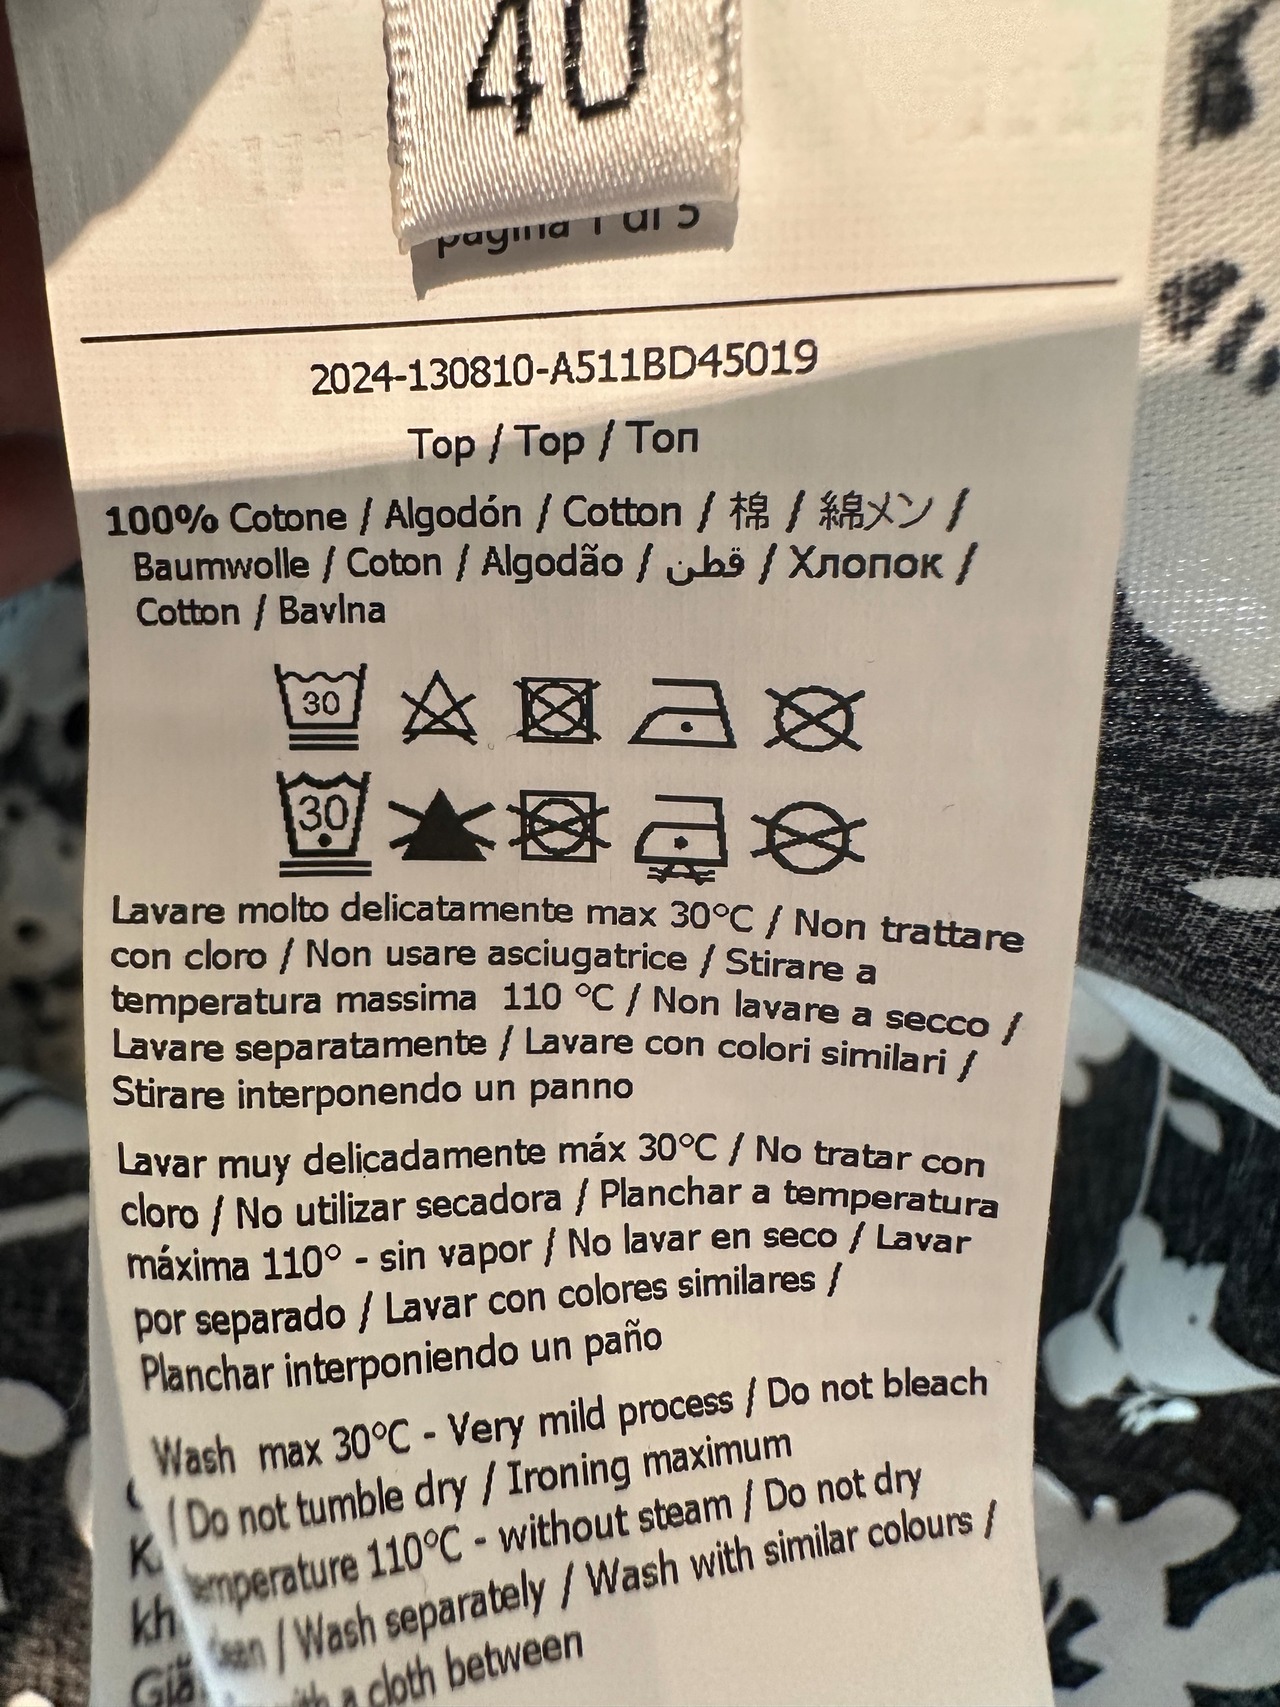 40
pagina 1 di 5
2024-130810-A511BD45019
Top / Top / Топ
100% Cotone / Algodón / Cotton / 棉 / 綿メン /
Baumwolle / Coton / Algodão / قطن / Хлопок /
Cotton / Bavlna
30
30
Lavare molto delicatamente max 30°C / Non trattare
con cloro / Non usare asciugatrice / Stirare a
temperatura massima 110 °C / Non lavare a secco /
Lavare separatamente / Lavare con colori similari /
Stirare interponendo un panno
Lavar muy delicadamente máx 30°C / No tratar con
cloro / No utilizar secadora / Planchar a temperatura
máxima 110° - sin vapor / No lavar en seco / Lavar
por separado / Lavar con colores similares /
Planchar interponiendo un paño
Wash max 30°C - Very mild process / Do not bleach
/ Do not tumble dry / Ironing maximum
temperature 110°C - without steam / Do not dry
/ Wash separately / Wash with similar colours /
with a cloth between